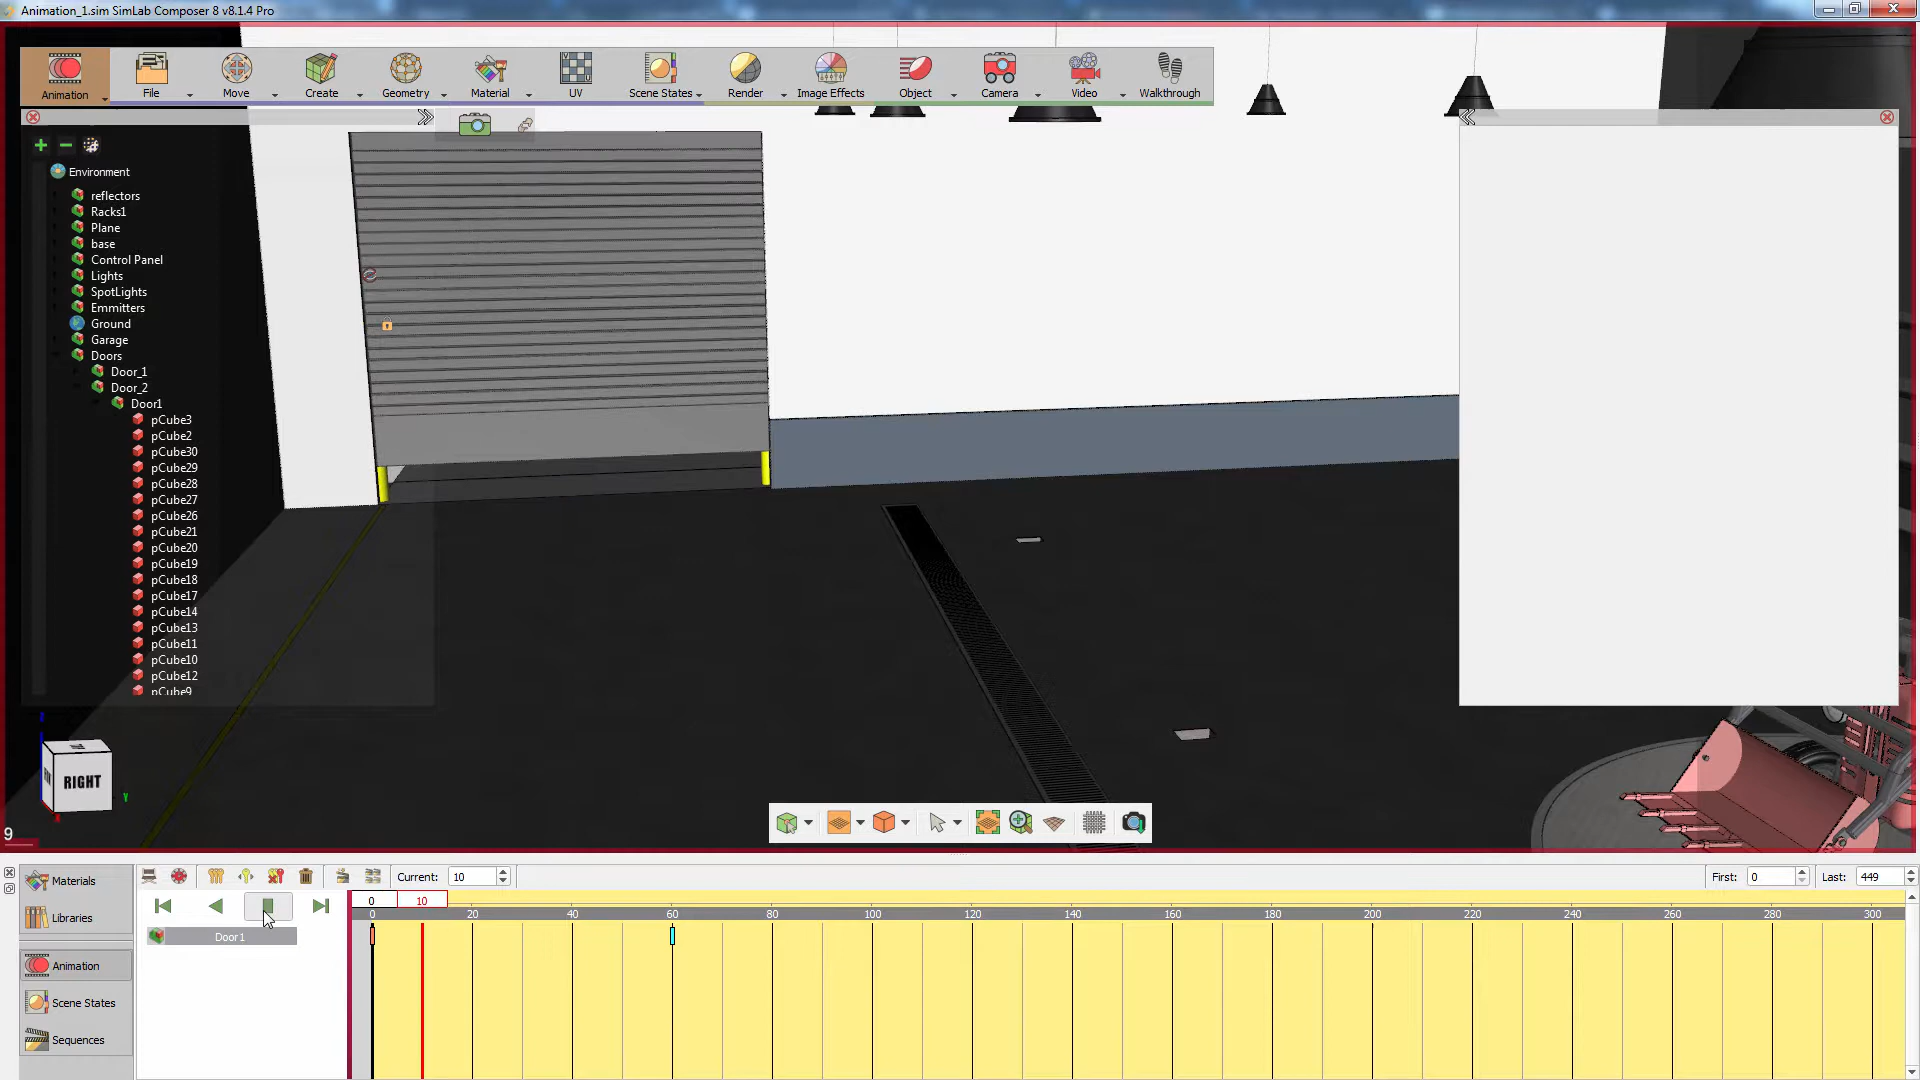 Animation_1.sim SimLab Composer 8 v8.1.4 Pro
Animation
File
Move
Create
Geometry
Material
UV
Scene States
Render
Image Effects
Object
Camera
Video
Walkthrough
Environment
reflectors
Racks1
Plane
base
Control Panel
Lights
SpotLights
Emmitters
Ground
Garage
Doors
Door_1
Door_2
Door1
pCube3
pCube2
pCube30
pCube29
pCube28
pCube27
pCube26
pCube21
pCube20
pCube19
pCube18
pCube17
pCube14
pCube13
pCube11
pCube10
pCube12
pCube9
RIGHT
9
Materials
Libraries
Animation
Scene States
Sequences
Current: 10
First: 0
Last: 449
0 10
0 20 40 60 80 100 120 140 160 180 200 220 240 260 280 300
Door1